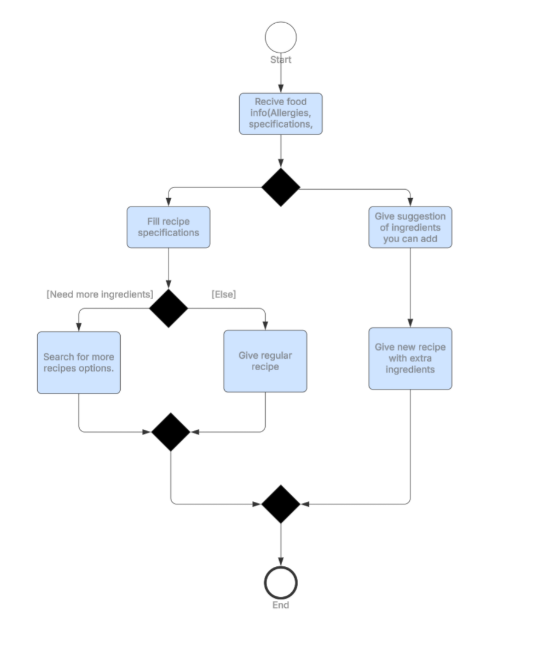 Start
Recive food
info(Allergies,
specifications,
Fill recipe
specifications
Give suggestion
of ingredients
you can add
[Need more ingredients]
[Else]
Search for more
recipes options.
Give regular
recipe
Give new recipe
with extra
ingredients
End